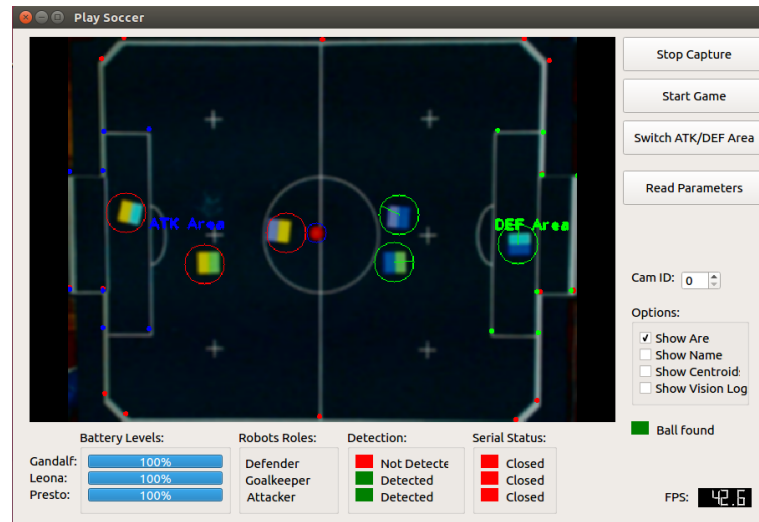 Play Soccer
Stop Capture
Start Game
Switch ATK/DEF Area
Read Parameters
ATK Area
DEF Area
Cam ID: 0
Options:
Show Are
Show Name
Show Centroid
Show Vision Log
Ball found
Battery Levels: Robots Roles: Detection: Serial Status:
Gandalf: 100% Defender Not Detecte Closed
Leona: 100% Goalkeeper Detected Closed
Presto: 100% Attacker Detected Closed
FPS: 42.6